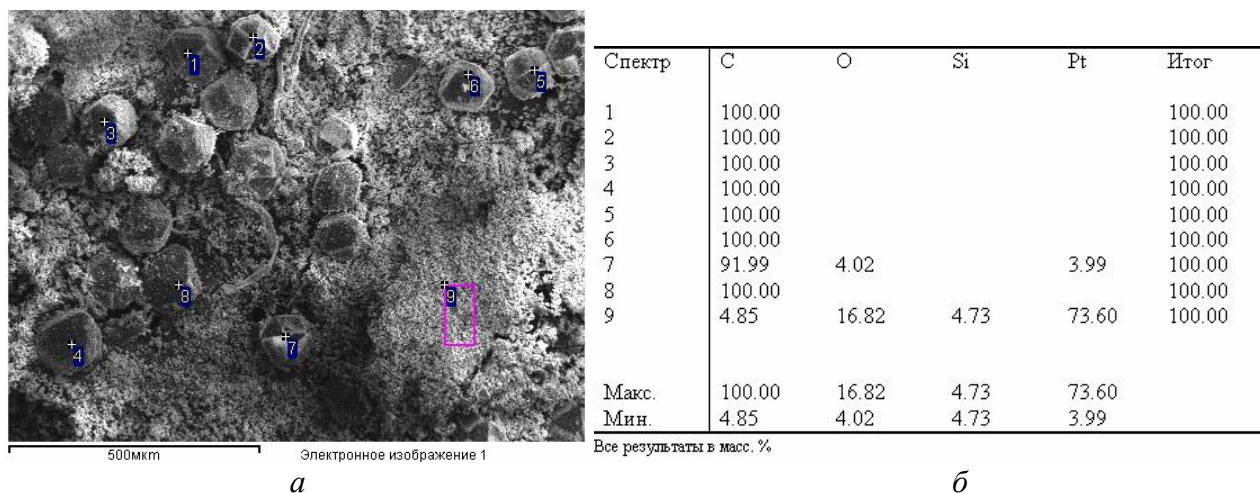 1
2
6
5
3
9
8
4
7
500мкm
Электронное изображение 1
а
Спектр C O Si Pt Итог
1 100.00 100.00
2 100.00 100.00
3 100.00 100.00
4 100.00 100.00
5 100.00 100.00
6 100.00 100.00
7 91.99 4.02 3.99 100.00
8 100.00 100.00
9 4.85 16.82 4.73 73.60 100.00
Макс. 100.00 16.82 4.73 73.60
Мин. 4.85 4.02 4.73 3.99
Все результаты в масс. %
б